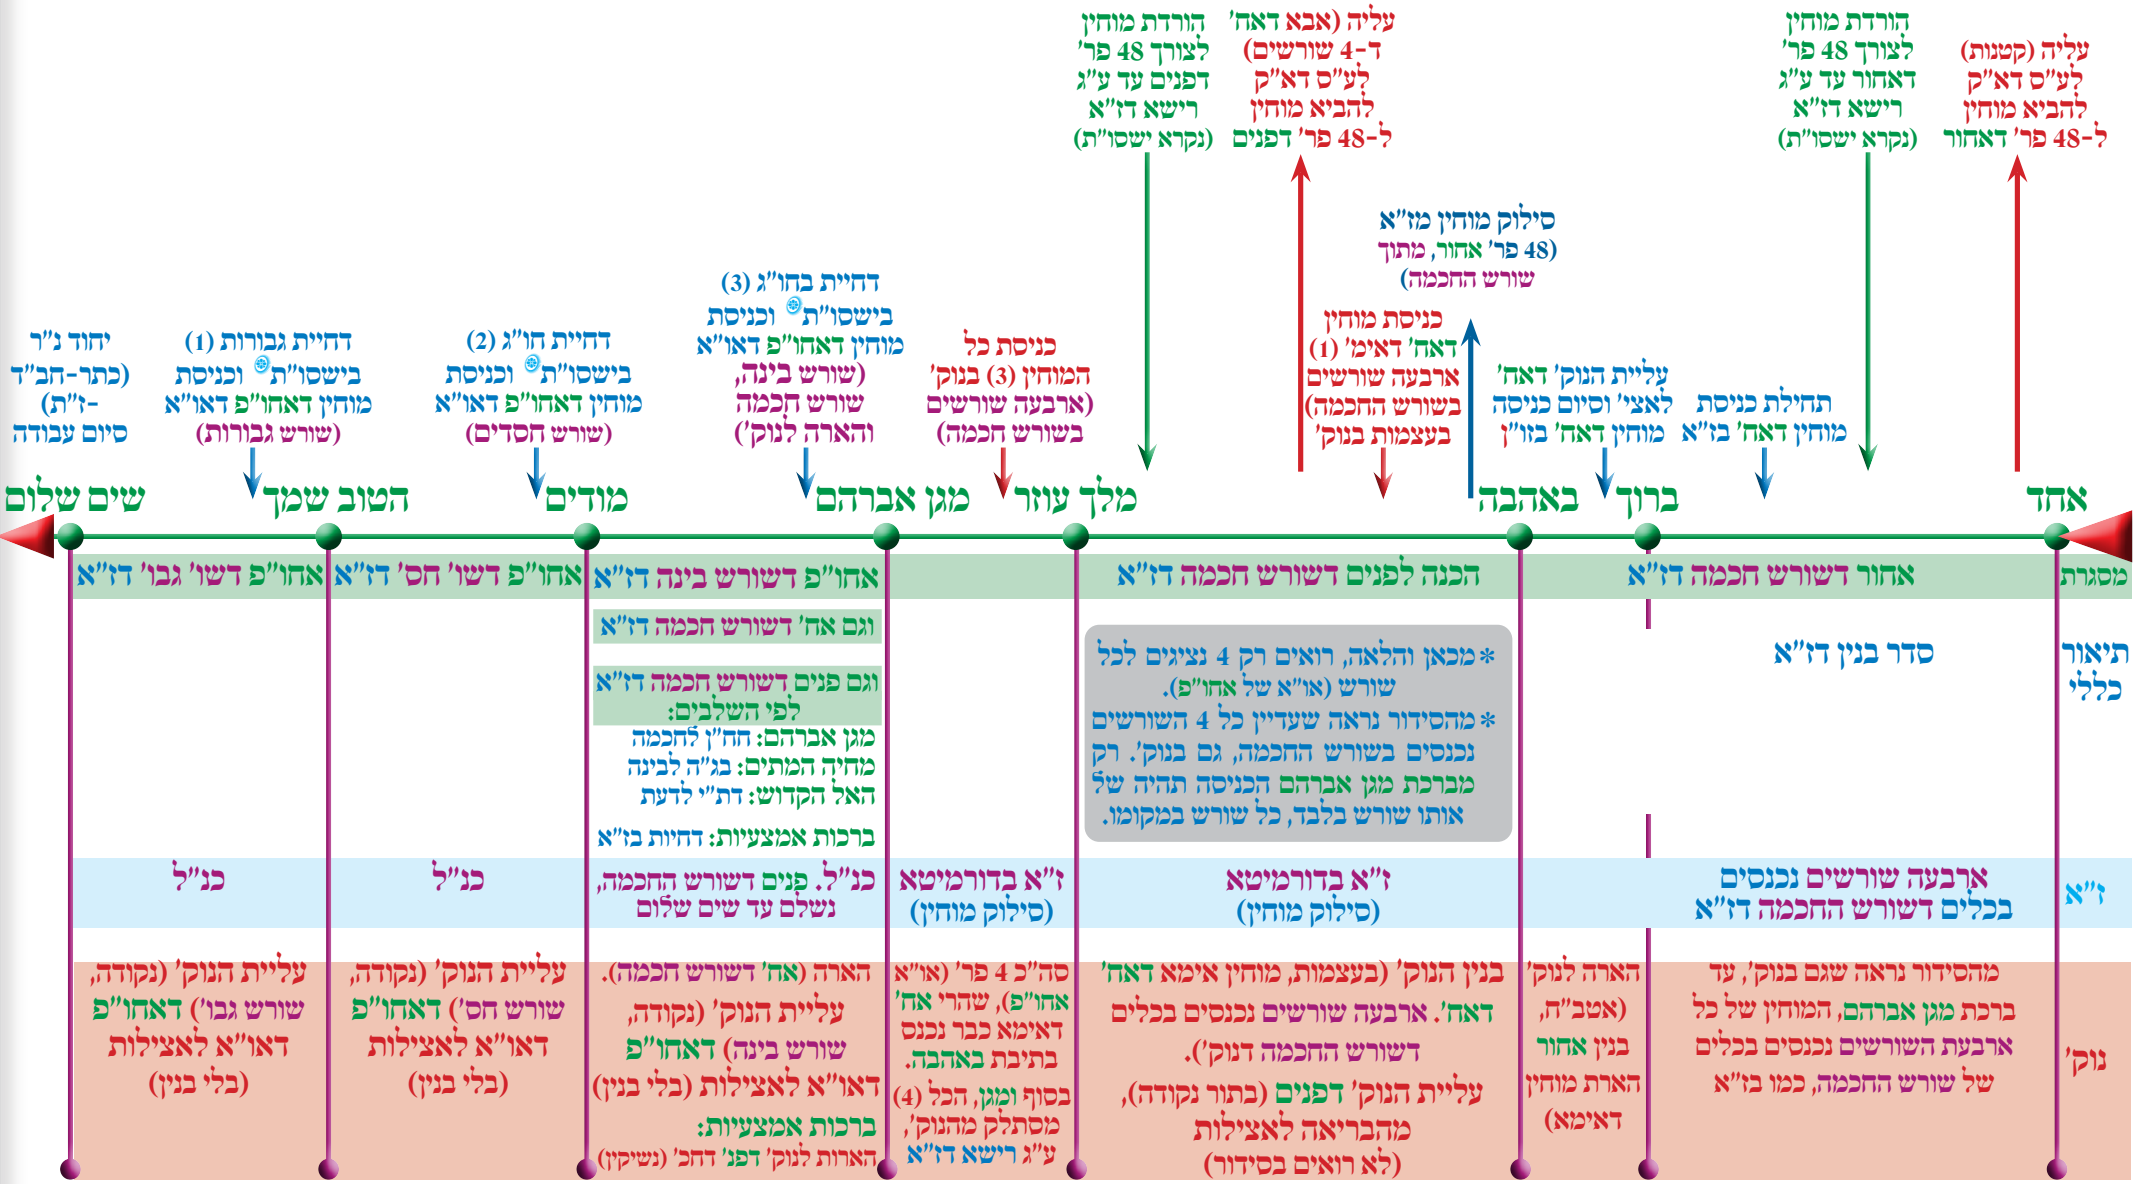 עליה (קטנות)
לע״ס דא״ק
להביא מוחין
ל-48 פר׳ דאחור
הורדת מוחין
לצורך 48 פר׳
דאחור עד ע״ג
רישא דז״א
(נקרא ישסו״ת)
עליה (אבא דאח׳
ד-4 שורשים)
לע״ס דא״ק
להביא מוחין
ל-48 פר׳ דפנים
הורדת מוחין
לצורך 48 פר׳
דפנים עד ע״ג
רישא דז״א
(נקרא ישסו״ת)
סילוק מוחין מז״א
(48 פר׳ אחור, מתוך
שורש החכמה)
תחילת כניסת
מוחין דאח׳ בז״א
עליית הנוק׳ דאח׳
לאצי׳ וסיום כניסה
מוחין דאח׳ בזו״ן
כניסת מוחין
דאח׳ דאימ׳ (1)
ארבעה שורשים
בשורש החכמה)
בעצמות בנוק׳
כניסת כל
המוחין (3) בנוק׳
(ארבעה שורשים
בשורש חכמה)
דחיית בחו״ג (3)
בישסו״ת וכניסת
מוחין דאחו״פ דאו״א
(שורש בינה,
שורש חכמה
והארה לנוק׳)
דחיית חו״ג (2)
בישסו״ת וכניסת
מוחין דאחו״פ דאו״א
(שורש חסדים)
דחיית גבורות (1)
בישסו״ת וכניסת
מוחין דאחו״פ דאו״א
(שורש גבורות)
יחוד נ״ר
(כתר-חב״ד
-ז״ת)
סיום עבודה
אחד
ברוך
באהבה
מלך עוזר
מגן אברהם
מודים
הטוב שמך
שים שלום
מסגרת
אחור דשורש חכמה דז״א
הכנה לפנים דשורש חכמה דז״א
אחו״פ דשורש בינה דז״א
אחו״פ דשו׳ חס׳ דז״א
אחו״פ דשו׳ גבו׳ דז״א
וגם אח׳ דשורש חכמה דז״א
וגם פנים דשורש חכמה דז״א
לפי השלבים:
תיאור
כללי
סדר בנין דז״א
*מכאן והלאה, רואים רק 4 נציגים לכל
שורש (או״א של אחו״פ).
*מהסידור נראה שעדיין כל 4 השורשים
נכנסים בשורש החכמה, גם בנוק׳. רק
מברכת מגן אברהם הכניסה תהיה של
אותו שורש בלבד, כל שורש במקומו.
מגן אברהם: חח״ן לחכמה
מחיה המתים: בג״ה לבינה
האל הקדוש: דת״י לדעת
ברכות אמצעיות: דחיות בז״א
ז״א
ארבעה שורשים נכנסים
בכלים דשורש החכמה דז״א
ז״א בדורמיטא
(סילוק מוחין)
ז״א בדורמיטא
(סילוק מוחין)
כנ״ל. פנים דשורש החכמה,
נשלם עד שים שלום
כנ״ל
כנ״ל
נוק׳
מהסידור נראה שגם בנוק׳, עד
ברכת מגן אברהם, המוחין של כל
ארבעת השורשים נכנסים בכלים
של שורש החכמה, כמו בז״א
הארה לנוק׳
(אטב״ח,
בנין אחור
הארת מוחין
דאימא)
בנין הנוק׳ (בעצמות, מוחין אימא דאח׳
דאח׳. ארבעה שורשים נכנסים בכלים
דשורש החכמה דנוק׳).
עליית הנוק׳ דפנים (בתור נקודה),
מהבריאה לאצילות
(לא רואים בסידור)
סה״כ 4 פר׳ (או״א
אחו״פ), שהרי אח׳
דאימא כבר נכנס
בתיבת באהבה.
בסוף ומגן, הכל (4)
מסתלק מהנוק׳,
ע״ג רישא דז״א
הארה (אח׳ דשורש חכמה).
עליית הנוק׳ (נקודה,
שורש בינה) דאחו״פ
דאו״א לאצילות (בלי בנין)
ברכות אמצעיות:
הארות לנוק׳ דפנ׳ דחכ׳ (נשיקין)
עליית הנוק׳ (נקודה,
שורש חס׳) דאחו״פ
דאו״א לאצילות
(בלי בנין)
עליית הנוק׳ (נקודה,
שורש גבו׳) דאחו״פ
דאו״א לאצילות
(בלי בנין)